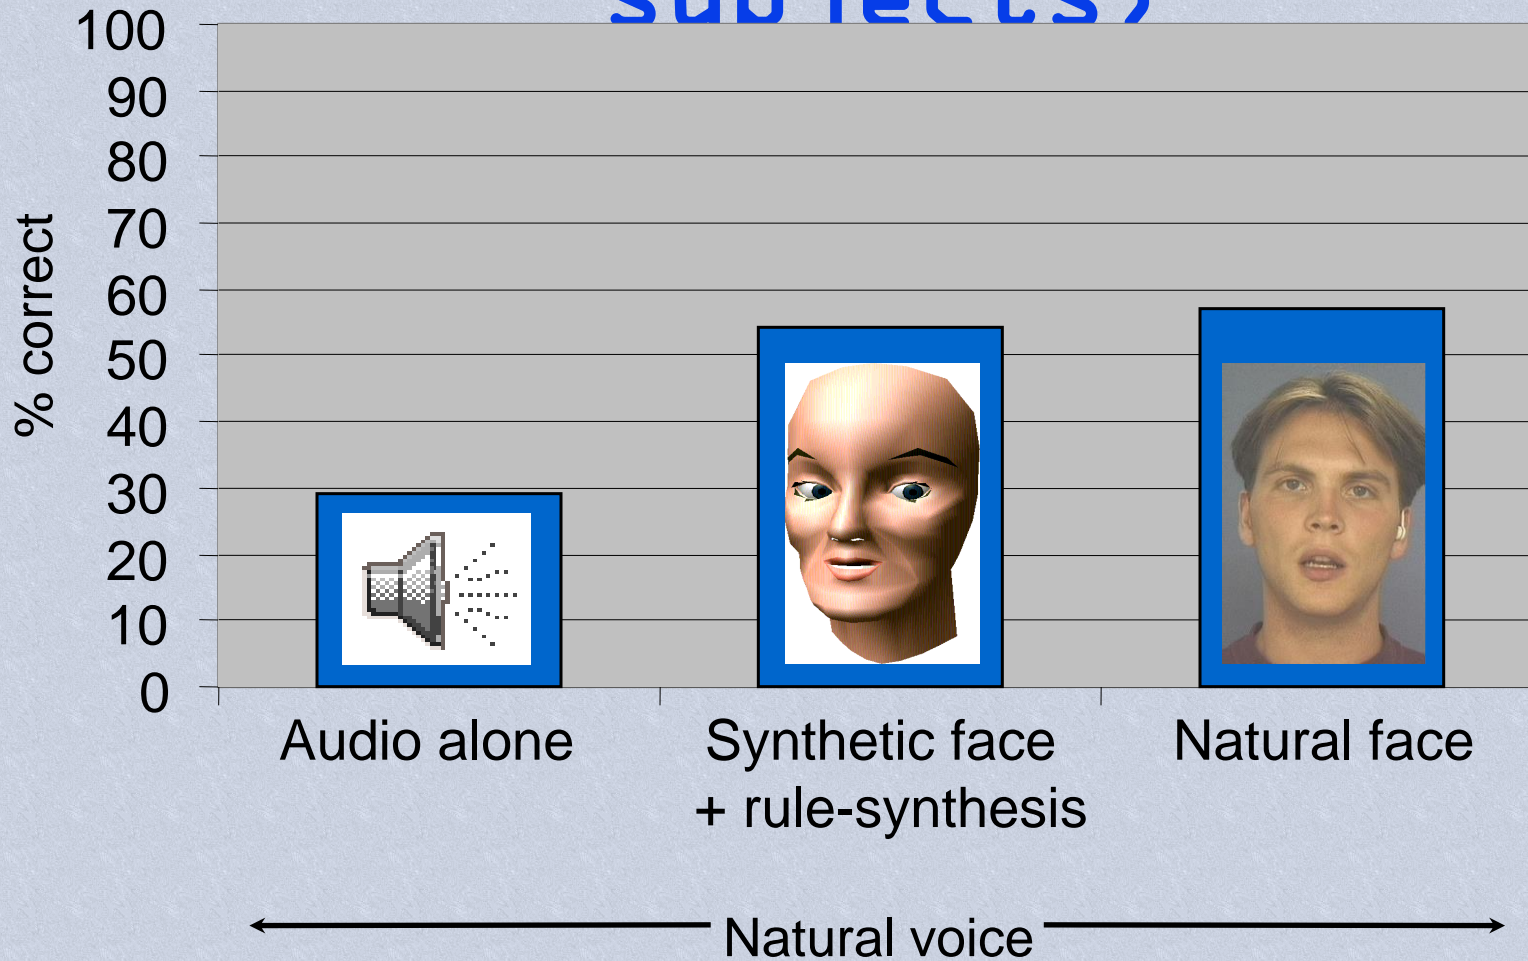 subjects)
100
90
80
70
60
50
40
30
20
10
0
% correct
Audio alone
Synthetic face
+ rule-synthesis
Natural face
Natural voice